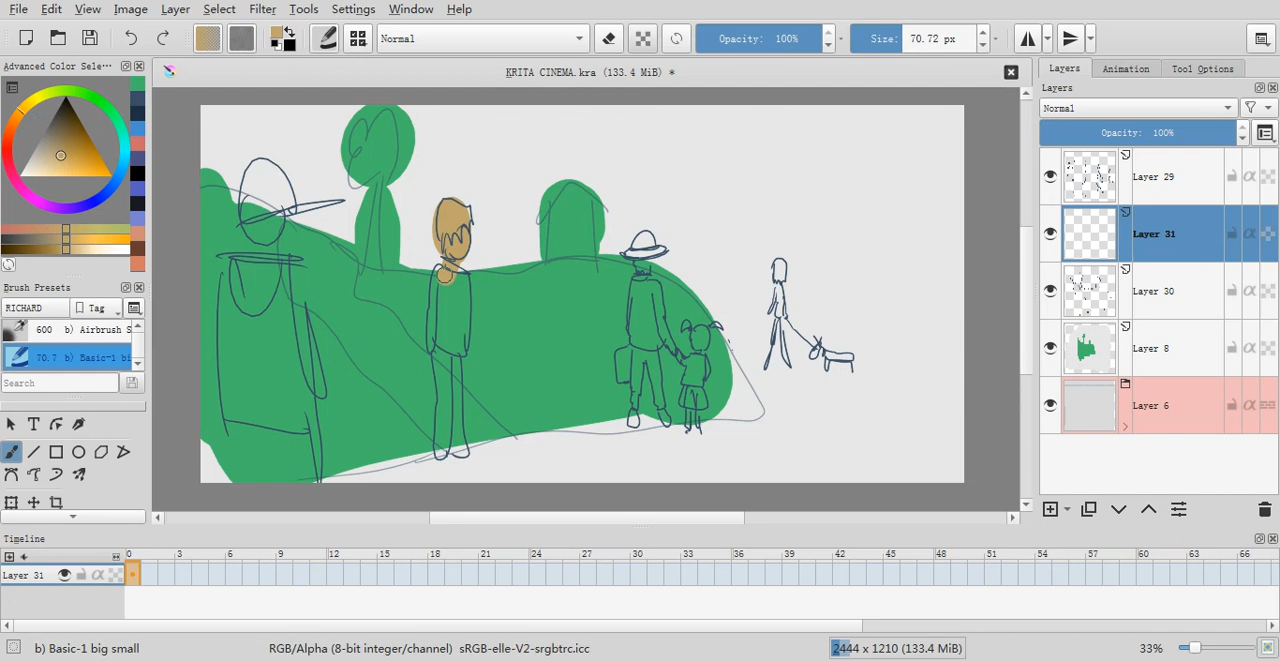 File Edit View Image Layer Select Filter Tools Settings Window Help
Normal
Opacity: 100%
Size: 70.72 px
Advanced Color Sele···
KRITA CINEMA.kra (133.4 MiB) *
Layers Animation Tool Options
Layers
Normal
Opacity: 100%
Layer 29
Layer 31
Layer 30
Layer 8
Layer 6
Brush Presets
RICHARD Tag
600 b) Airbrush S
70.7 b) Basic-1 bi
Search
Timeline
0 3 6 9 12 15 18 21 24 27 30 33 36 39 42 45 48 51 54 57 60 63 66
Layer 31
b) Basic-1 big small
RGB/Alpha (8-bit integer/channel) sRGB-elle-V2-srgbtrc.icc
2444 x 1210 (133.4 MiB)
33%